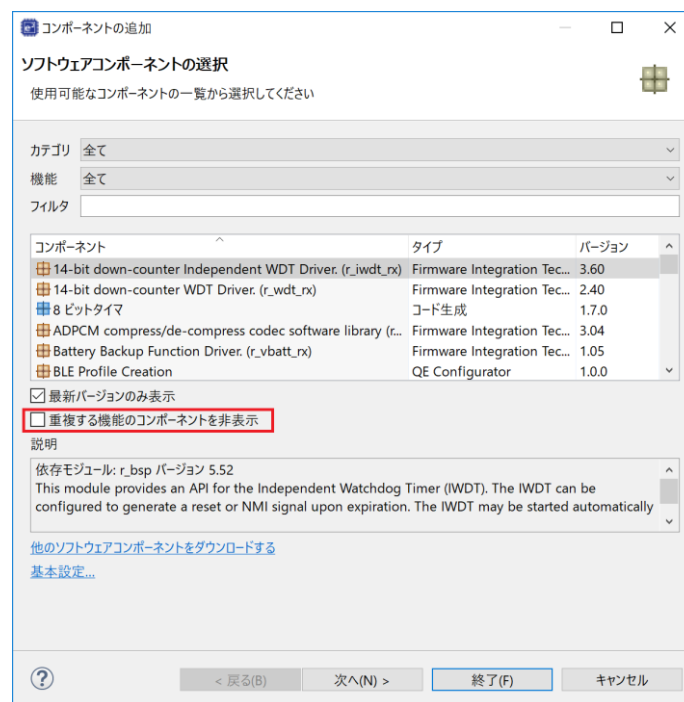 コンポーネントの追加
ソフトウェアコンポーネントの選択
使用可能なコンポーネントの一覧から選択してください
カテゴリ 全て
機能 全て
フィルタ
コンポーネント タイプ バージョン
14-bit down-counter Independent WDT Driver. (r_iwdt_rx) Firmware Integration Tec... 3.60
14-bit down-counter WDT Driver. (r_wdt_rx) Firmware Integration Tec... 2.40
8 ビットタイマ コード生成 1.7.0
ADPCM compress/de-compress codec software library (r... Firmware Integration Tec... 3.04
Battery Backup Function Driver. (r_vbatt_rx) Firmware Integration Tec... 1.05
BLE Profile Creation QE Configurator 1.0.0
最新バージョンのみ表示
重複する機能のコンポーネントを非表示
説明
依存モジュール: r_bsp バージョン 5.52
This module provides an API for the Independent Watchdog Timer (IWDT). The IWDT can be
configured to generate a reset or NMI signal upon expiration. The IWDT may be started automatically
他のソフトウェアコンポーネントをダウンロードする
基本設定...
? < 戻る(B) 次へ(N) > 終了(F) キャンセル